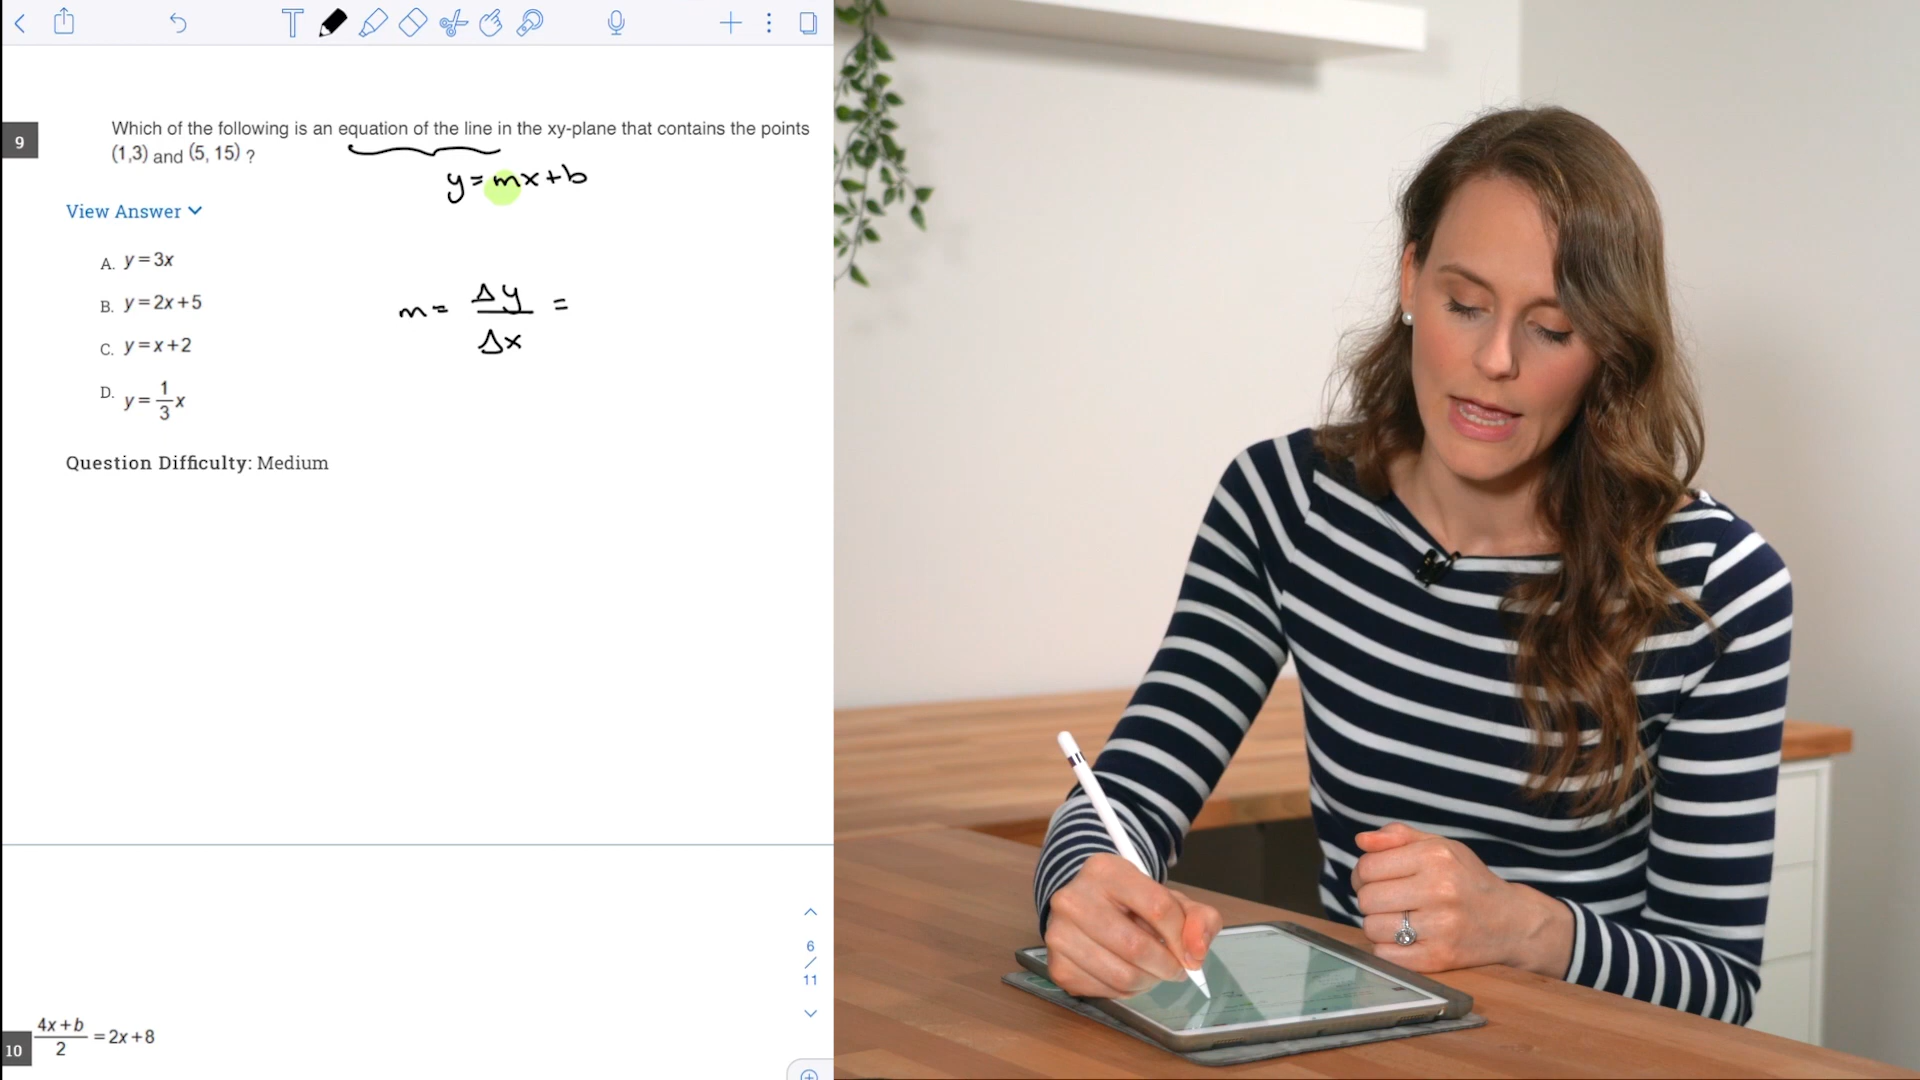 9
Which of the following is an equation of the line in the xy-plane that contains the points
(1,3) and (5, 15) ?
y = mx+b
View Answer
A. y=3x
B. y=2x+5
m = Δy/Δx =
C. y=x+2
D. y=1/3x
Question Difficulty: Medium
6
/
11
10
4x+b/2 =2x+8